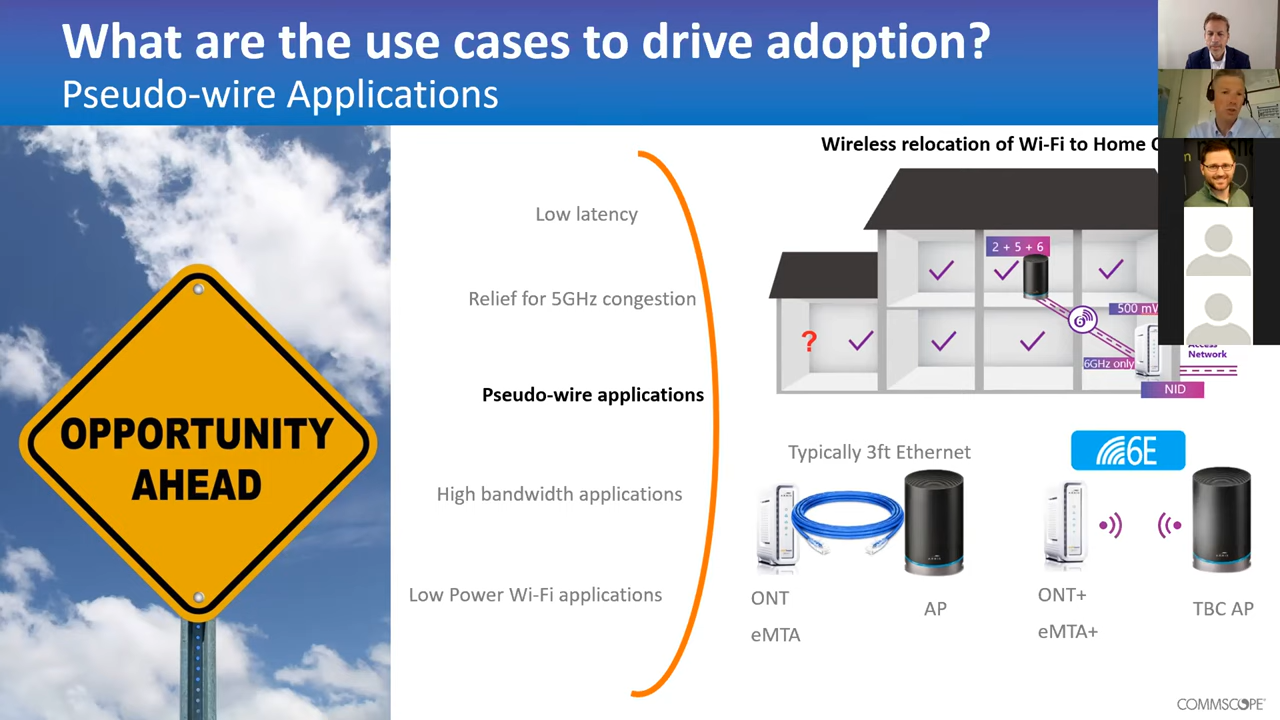 What are the use cases to drive adoption?
Pseudo-wire Applications
OPPORTUNITY
AHEAD
Low latency
Relief for 5GHz congestion
Pseudo-wire applications
High bandwidth applications
Low Power Wi-Fi applications
Wireless relocation of Wi-Fi to Home
2 + 5 + 6
?
6
500 mW
6GHz only
Access
Network
NID
Typically 3ft Ethernet
6E
ONT
eMTA
AP
ONT+
eMTA+
TBC AP
COMMSCOPE